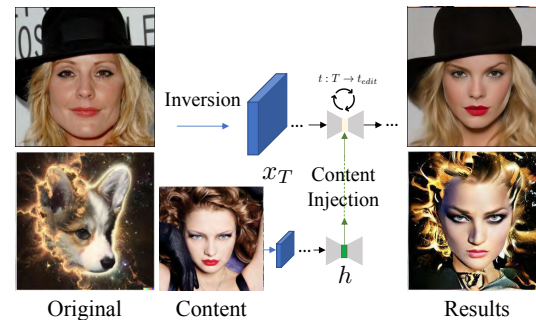 t : T → t_edit
Inversion
...
...
x_T
Content
Injection
...
h
Original
Content
Results